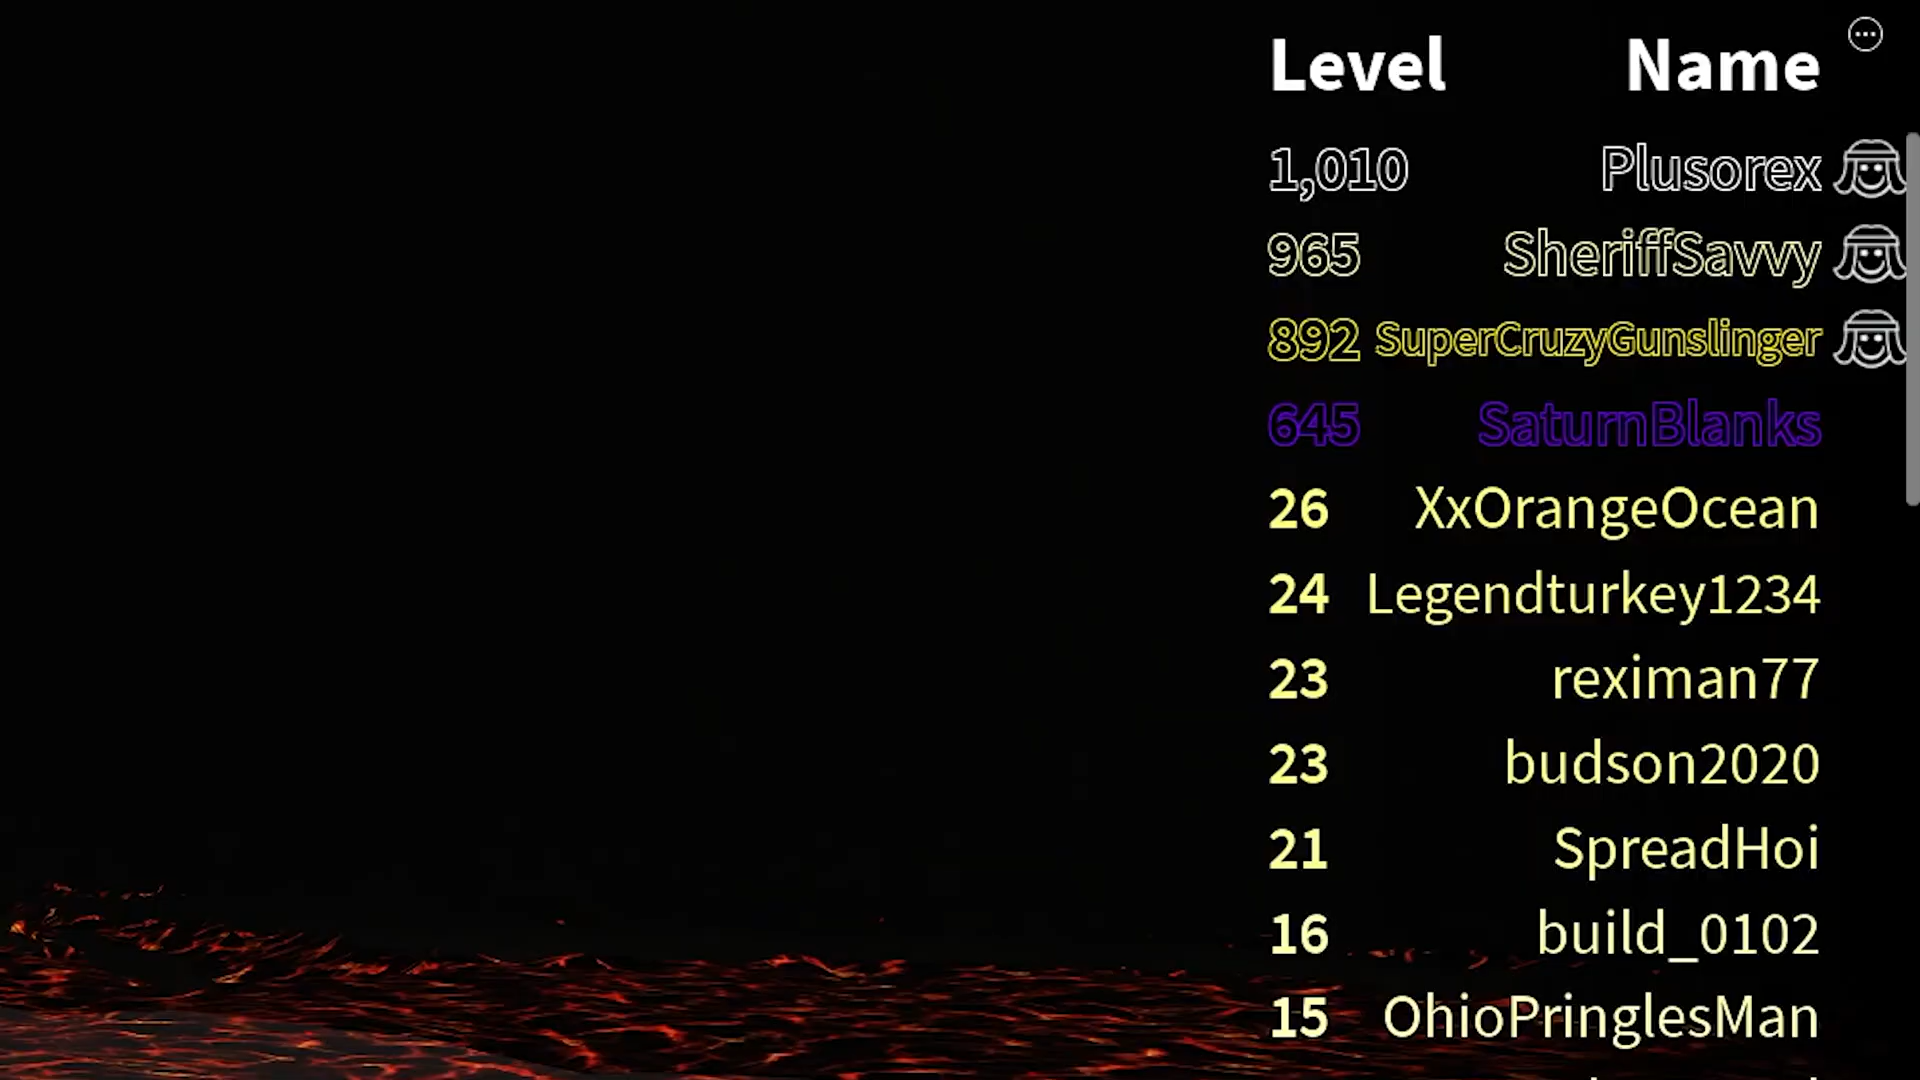 Level Name
1,010 Plusorex
965 SheriffSavvy
892 SuperCruzyGunslinger
645 SaturnBlanks
26 XxOrangeOcean
24 Legendturkey1234
23 reximan77
23 budson2020
21 SpreadHoi
16 build_0102
15 OhioPringlesMan